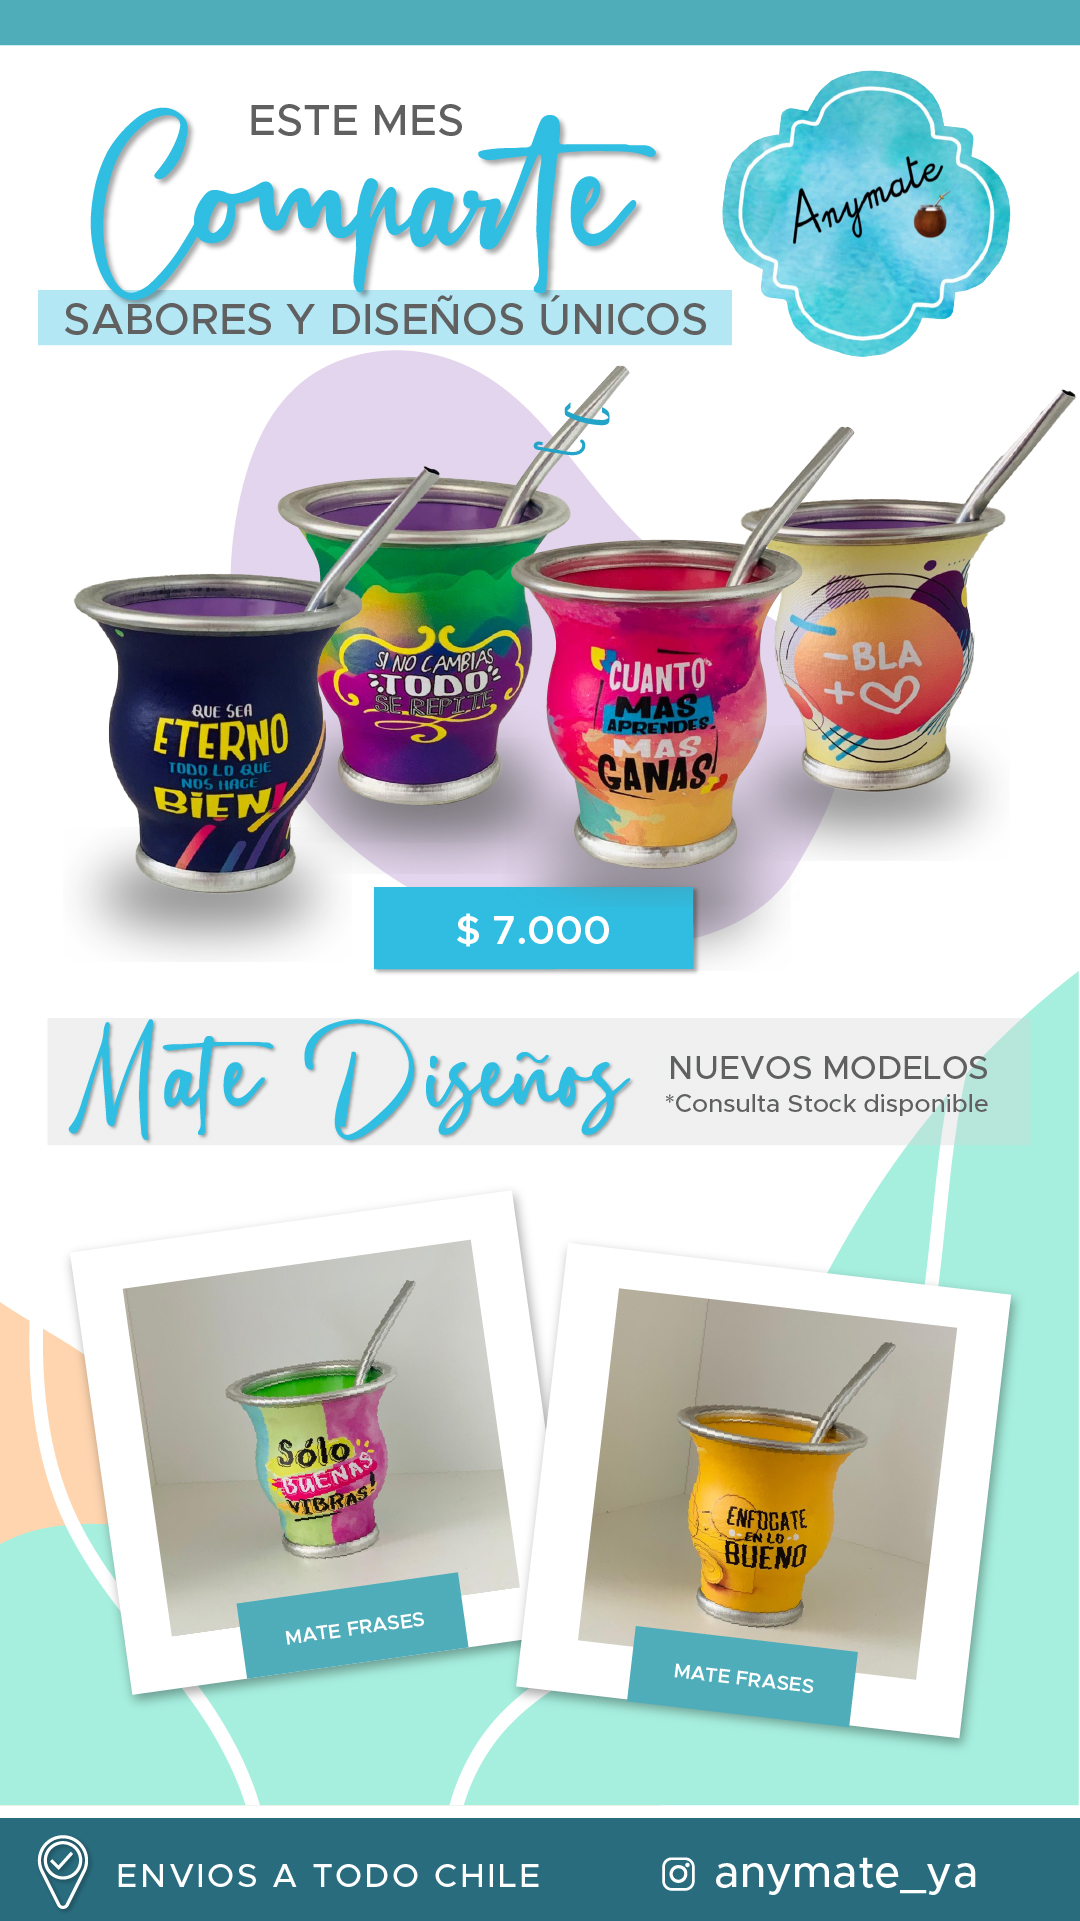 ESTE MES
Comparte
SABORES Y DISEÑOS ÚNICOS
Anymate
QUE SEA
ETERNO
TODO LO QUE
NOS HACE
BIEN!
SI NO CAMBIAS
TODO
SE REPITE
CUANTO
MAS
APRENDES
MAS
GANAS!
-BLA
+
$ 7.000
Mate Diseños
NUEVOS MODELOS
*Consulta Stock disponible
Sólo
BUENAS
VIBRAS!
MATE FRASES
ENFOCATE
EN LO
BUENO
MATE FRASES
ENVIOS A TODO CHILE
anymate_ya